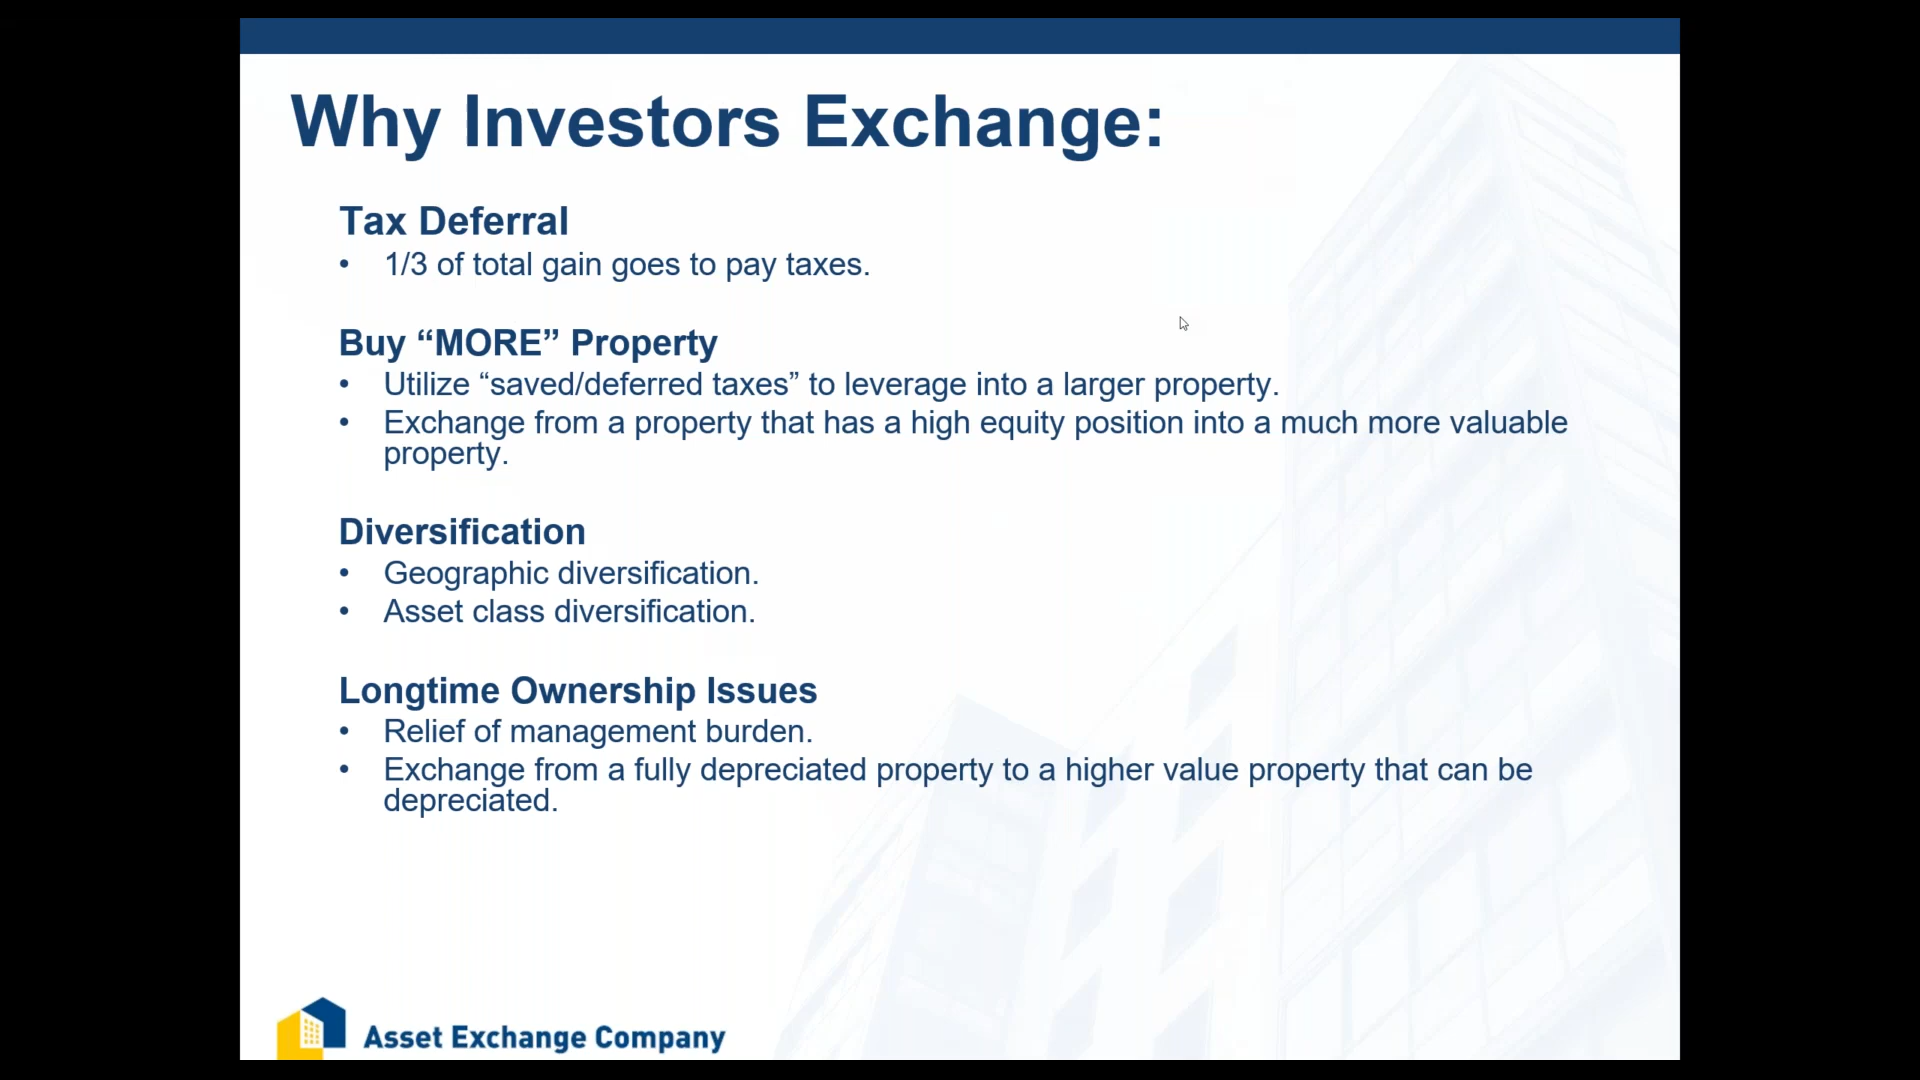 Why Investors Exchange:
Tax Deferral
• 1/3 of total gain goes to pay taxes.
Buy “MORE” Property
• Utilize “saved/deferred taxes” to leverage into a larger property.
• Exchange from a property that has a high equity position into a much more valuable
property.
Diversification
• Geographic diversification.
• Asset class diversification.
Longtime Ownership Issues
• Relief of management burden.
• Exchange from a fully depreciated property to a higher value property that can be
depreciated.
Asset Exchange Company